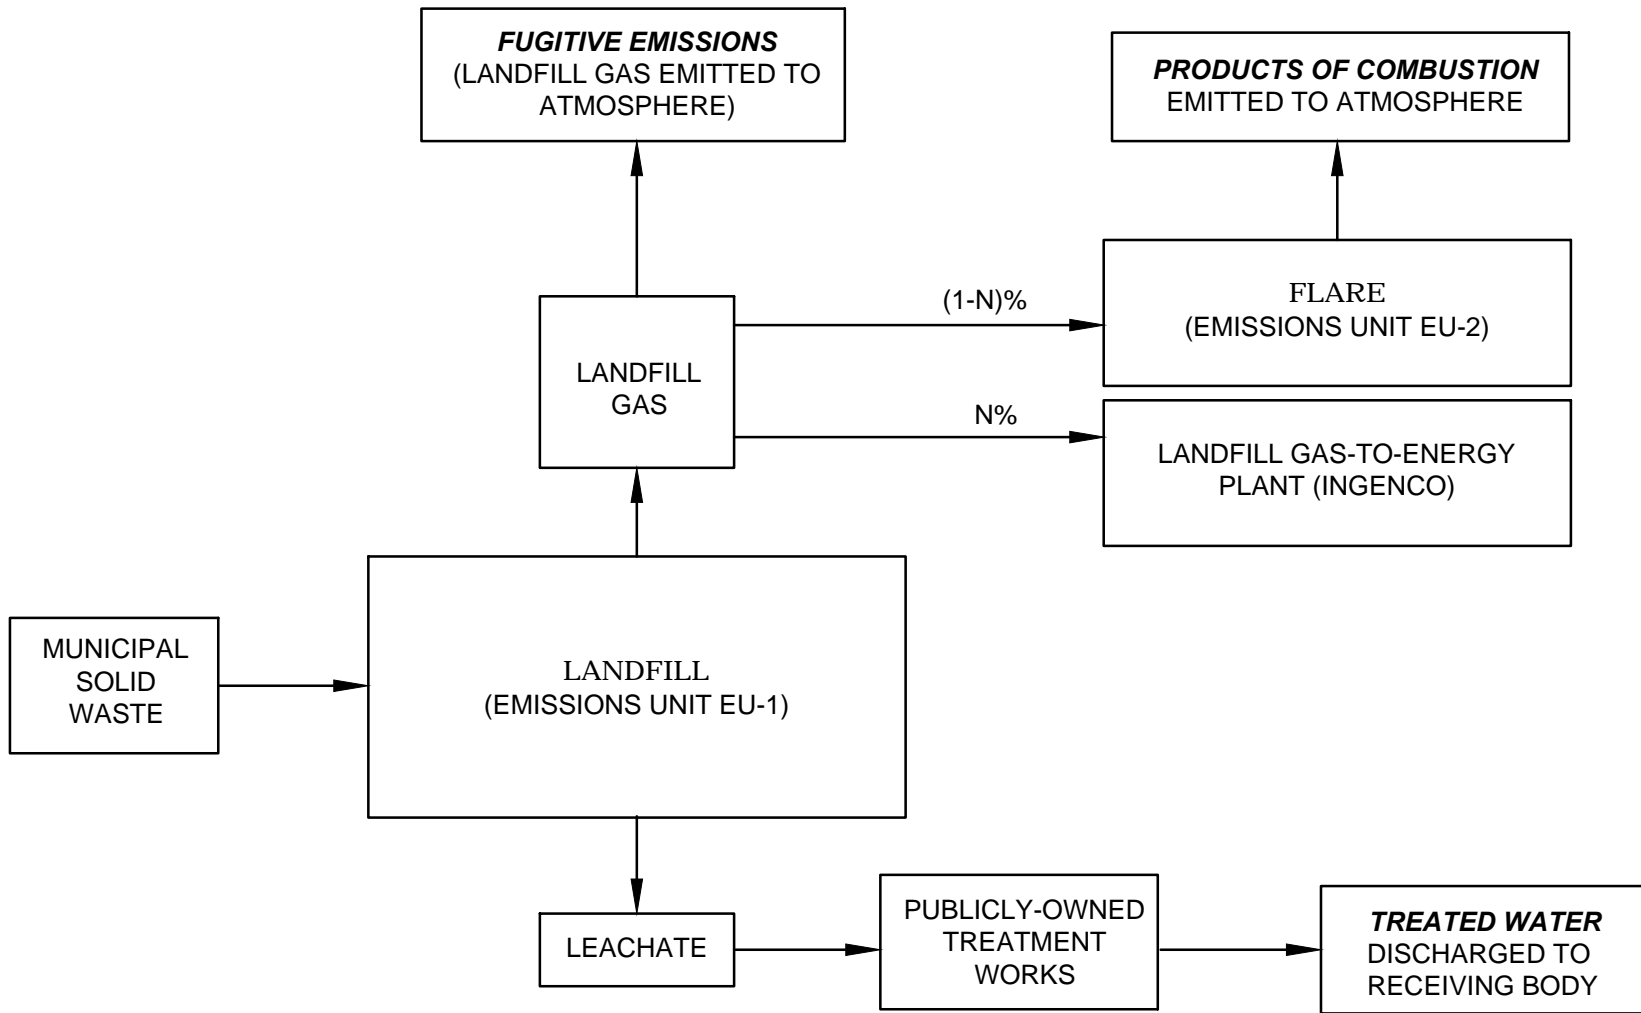 FUGITIVE EMISSIONS
(LANDFILL GAS EMITTED TO
ATMOSPHERE)
PRODUCTS OF COMBUSTION
EMITTED TO ATMOSPHERE
(1-N)%
FLARE
(EMISSIONS UNIT EU-2)
LANDFILL
GAS
N%
LANDFILL GAS-TO-ENERGY
PLANT (INGENCO)
MUNICIPAL
SOLID
WASTE
LANDFILL
(EMISSIONS UNIT EU-1)
LEACHATE
PUBLICLY-OWNED
TREATMENT
WORKS
TREATED WATER
DISCHARGED TO
RECEIVING BODY